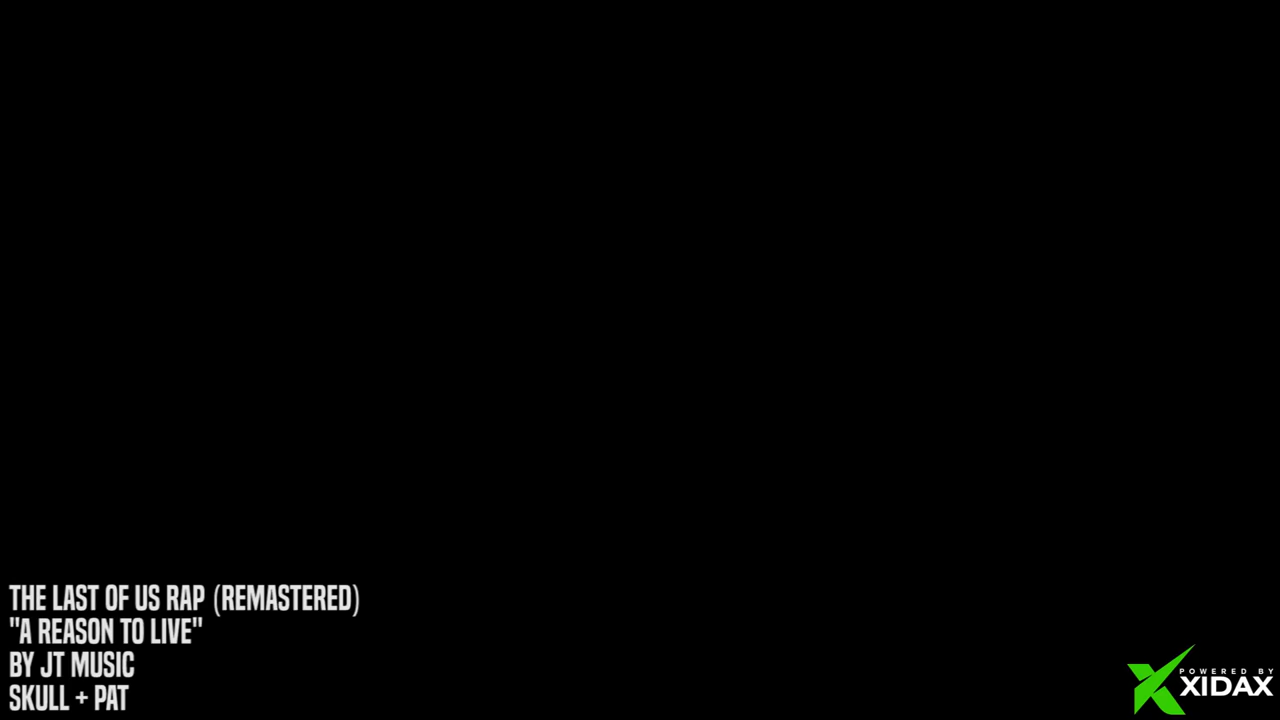 THE LAST OF US RAP (REMASTERED)
"A REASON TO LIVE"
BY JT MUSIC
SKULL + PAT
POWERED BY
XIDAX